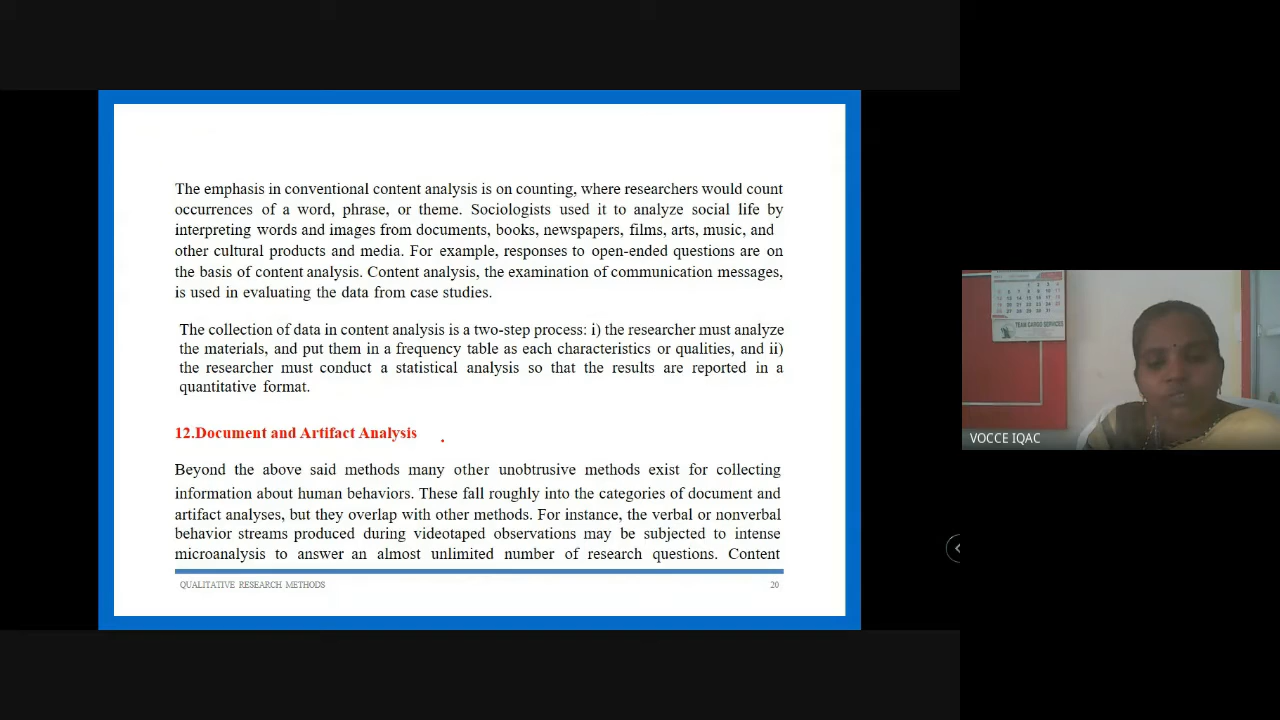 The emphasis in conventional content analysis is on counting, where researchers would count
occurrences of a word, phrase, or theme. Sociologists used it to analyze social life by
interpreting words and images from documents, books, newspapers, films, arts, music, and
other cultural products and media. For example, responses to open-ended questions are on
the basis of content analysis. Content analysis, the examination of communication messages,
is used in evaluating the data from case studies.
The collection of data in content analysis is a two-step process: i) the researcher must analyze
the materials, and put them in a frequency table as each characteristics or qualities, and ii)
the researcher must conduct a statistical analysis so that the results are reported in a
quantitative format.
12.Document and Artifact Analysis
Beyond the above said methods many other unobtrusive methods exist for collecting
information about human behaviors. These fall roughly into the categories of document and
artifact analyses, but they overlap with other methods. For instance, the verbal or nonverbal
behavior streams produced during videotaped observations may be subjected to intense
microanalysis to answer an almost unlimited number of research questions. Content
QUALITATIVE RESEARCH METHODS 20
TEAM CARGO SERVICES
VOCCE IQAC